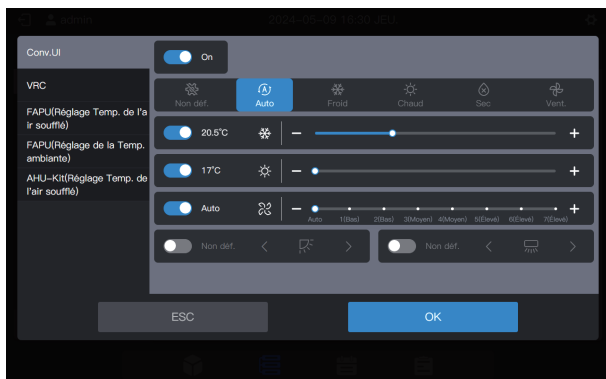 admin
2024-05-09 16:30 JEU.
Conv.UI
On
VRC
FAPU(Réglage Temp. de l'a
ir soufflé)
FAPU(Réglage de la Temp.
ambiante)
AHU-Kit(Réglage Temp. de
l'air soufflé)
Non déf.
Auto
Froid
Chaud
Sec
Vent.
20.5°C
17°C
Auto
Auto 1(Bas) 2(Bas) 3(Moyen) 4(Moyen) 5(Élevé) 6(Élevé) 7(Élevé)
Non déf.
Non déf.
ESC
OK